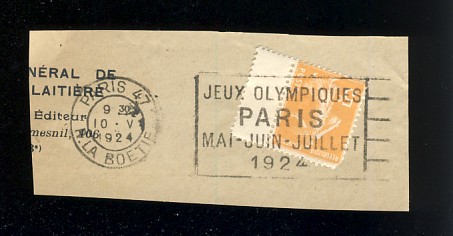 NÉRAL DE
LAITIÈRE
Éditeur
mesnil, 106
PARIS 47
9 30
10 - V
1924
LA BOETIE
JEUX OLYMPIQUES
PARIS
MAI-JUIN-JUILLET
1924